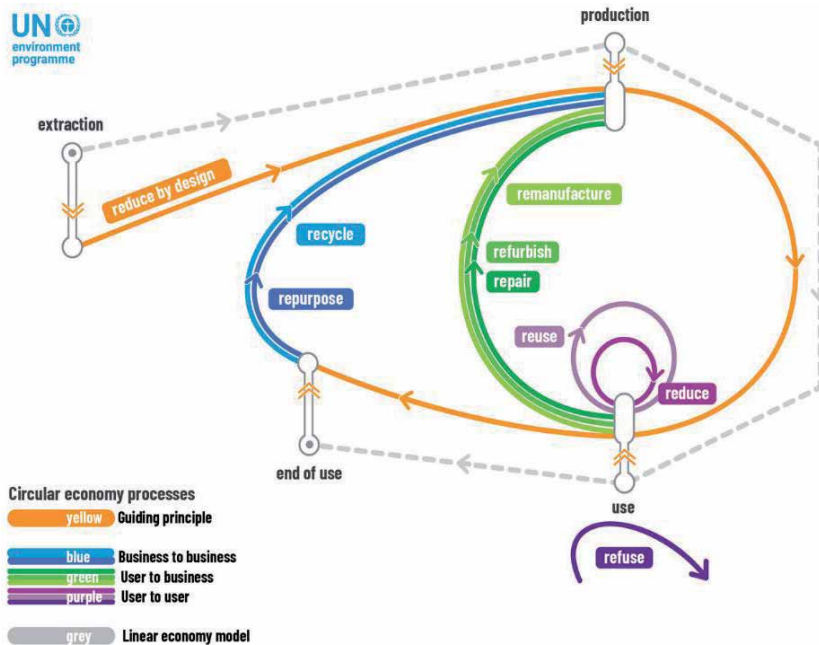 UN
environment
programme
production
extraction
reduce by design
remanufacture
recycle
refurbish
repair
repurpose
reuse
reduce
end of use
use
refuse
Circular economy processes
yellow Guiding principle
blue Business to business
green User to business
purple User to user
grey Linear economy model